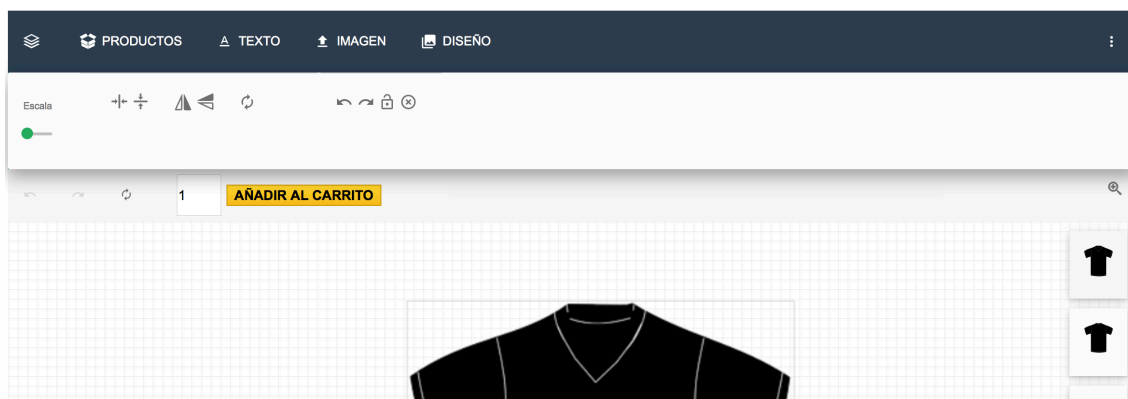 PRODUCTOS
TEXTO
IMAGEN
DISEÑO
Escala
1
AÑADIR AL CARRITO